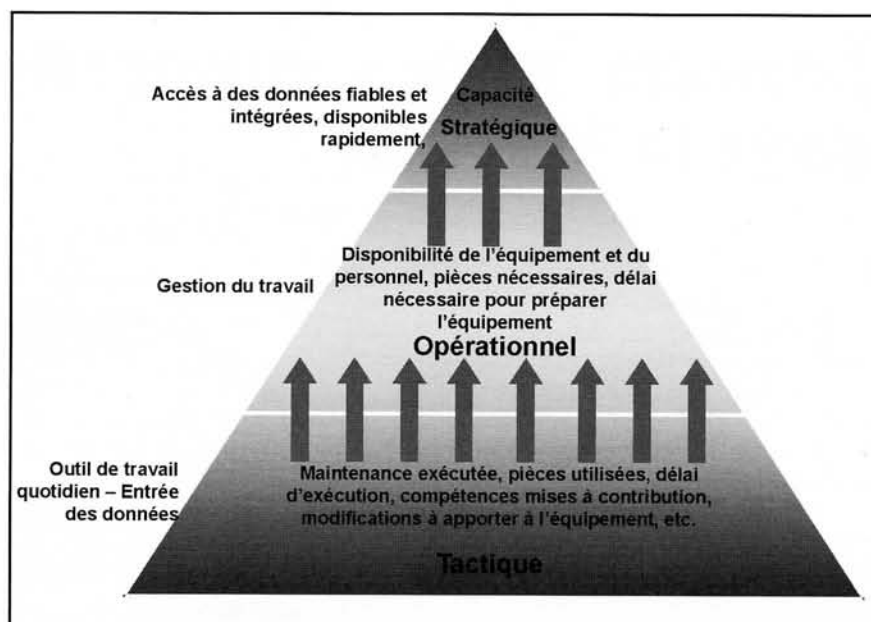 Accès à des données fiables et
intégrées, disponibles
rapidement,
Capacité
Stratégique
Gestion du travail
Disponibilité de l'équipement et du
personnel, pièces nécessaires, délai
nécessaire pour préparer
l'équipement
Opérationnel
Outil de travail
quotidien – Entrée
des données
Maintenance exécutée, pièces utilisées, délai
d'exécution, compétences mises à contribution,
modifications à apporter à l'équipement, etc.
Tactique